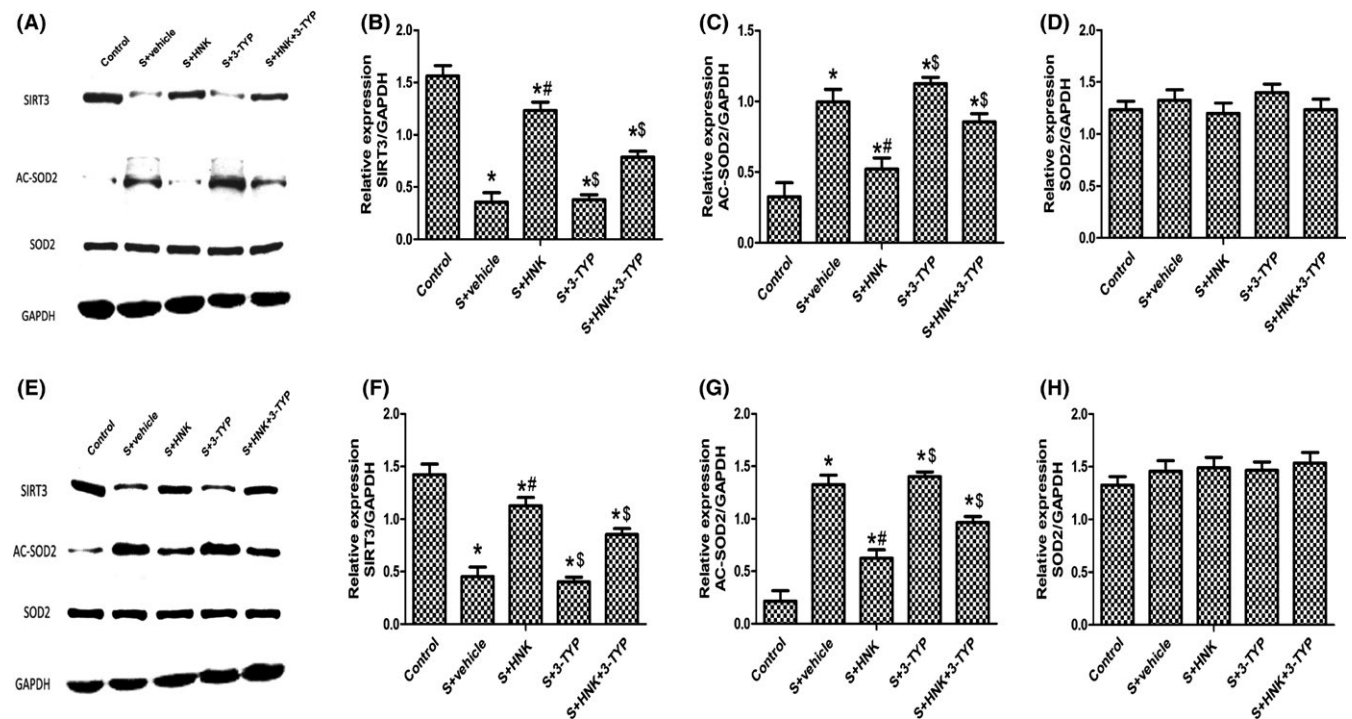 (A)
Control
S+vehicle
S+HNK
S+3-TYP
S+HNK+3-TYP
SIRT3
AC-SOD2
SOD2
GAPDH
(B)
Relative expression
SIRT3/GAPDH
2.0
1.5
1.0
0.5
0.0
*
*#
*$
*$
Control
S+vehicle
S+HNK
S+3-TYP
S+HNK+3-TYP
(C)
Relative expression
AC-SOD2/GAPDH
1.5
1.0
0.5
0.0
*
*#
*$
*$
Control
S+vehicle
S+HNK
S+3-TYP
S+HNK+3-TYP
(D)
Relative expression
SOD2/GAPDH
2.0
1.5
1.0
0.5
0.0
Control
S+vehicle
S+HNK
S+3-TYP
S+HNK+3-TYP
(E)
Control
S+vehicle
S+HNK
S+3-TYP
S+HNK+3-TYP
SIRT3
AC-SOD2
SOD2
GAPDH
(F)
Relative expression
SIRT3/GAPDH
2.0
1.5
1.0
0.5
0.0
*
*#
*$
*$
Control
S+vehicle
S+HNK
S+3-TYP
S+HNK+3-TYP
(G)
Relative expression
AC-SOD2/GAPDH
2.0
1.5
1.0
0.5
0.0
*
*#
*$
*$
Control
S+vehicle
S+HNK
S+3-TYP
S+HNK+3-TYP
(H)
Relative expression
SOD2/GAPDH
2.0
1.5
1.0
0.5
0.0
Control
S+vehicle
S+HNK
S+3-TYP
S+HNK+3-TYP